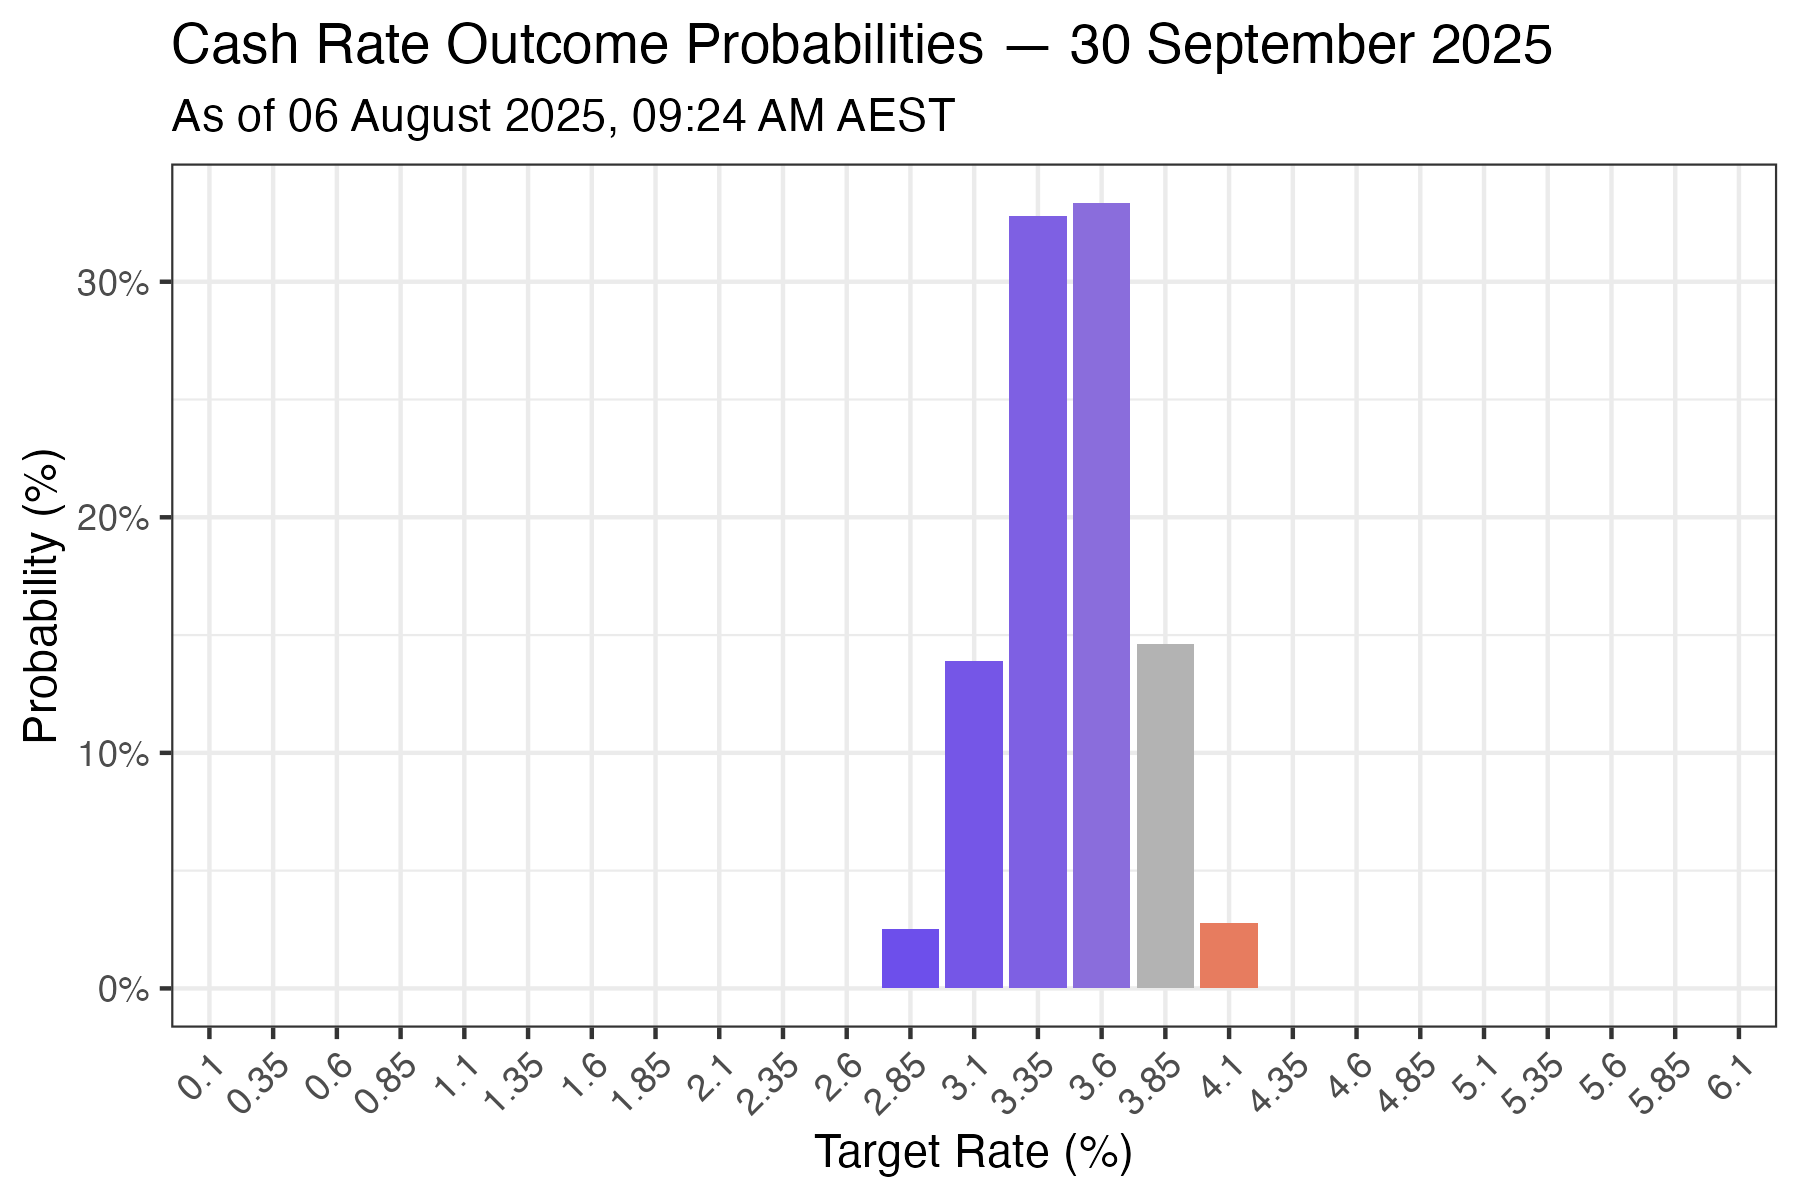 Cash Rate Outcome Probabilities — 30 September 2025
As of 06 August 2025, 09:24 AM AEST
Probability (%)
30%
20%
10%
0%
0.1 0.35 0.6 0.85 1.1 1.35 1.6 1.85 2.1 2.35 2.6 2.85 3.1 3.35 3.6 3.85 4.1 4.35 4.6 4.85 5.1 5.35 5.6 5.85 6.1
Target Rate (%)